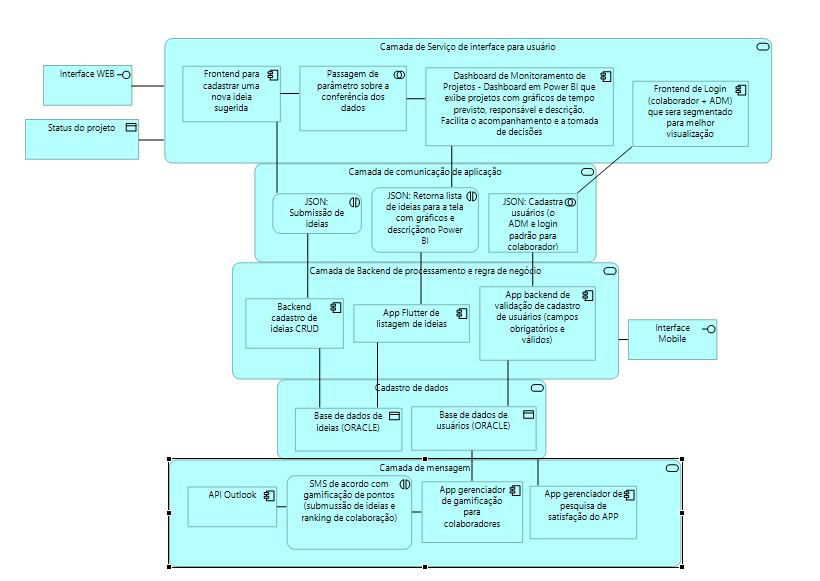 Camada de Serviço de interface para usuário
Interface WEB
Status do projeto
Frontend para
cadastrar uma
nova ideia
sugerida
Passagem de
parâmetro sobre a
conferência dos
dados
Dashboard de Monitoramento de
Projetos - Dashboard em Power BI que
exibe projetos com gráficos de tempo
previsto, responsável e descrição.
Facilita o acompanhamento e a tomada
de decisões
Frontend de Login
(colaborador + ADM)
que sera segmentado
para melhor
visualização
Camada de comunicação de aplicação
JSON:
Submissão de
ideias
JSON: Retorna lista
de ideias para a tela
com gráficos e
descriçãono Power
BI
JSON: Cadastra
usuários (o
ADM e login
padrão para
colaborador)
Camada de Backend de processamento e regra de negócio
Backend
cadastro de
ideias CRUD
App Flutter de
listagem de ideias
App backend de
validação de cadastro
de usuários (campos
obrigatórios e
válidos)
Interface
Mobile
Cadastro de dados
Base de dados de
ideias (ORACLE)
Base de dados de
usuários (ORACLE)
Camada de mensagem
API Outlook
SMS de acordo com
gamificação de pontos
(submussão de ideias e
ranking de colaboração)
App gerenciador
de gamificação
para
colaboradores
App gerenciador de
pesquisa de
satisfação do APP